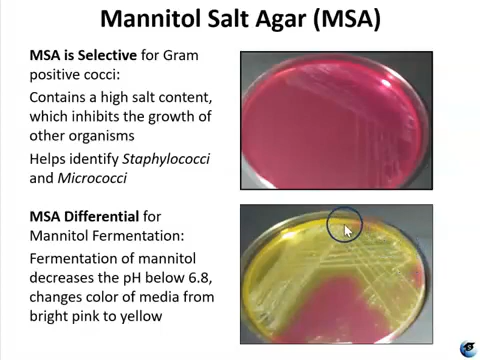 Mannitol Salt Agar (MSA)
MSA is Selective for Gram
positive cocci:
Contains a high salt content,
which inhibits the growth of
other organisms
Helps identify Staphylococci
and Micrococci
MSA Differential for
Mannitol Fermentation:
Fermentation of mannitol
decreases the pH below 6.8,
changes color of media from
bright pink to yellow